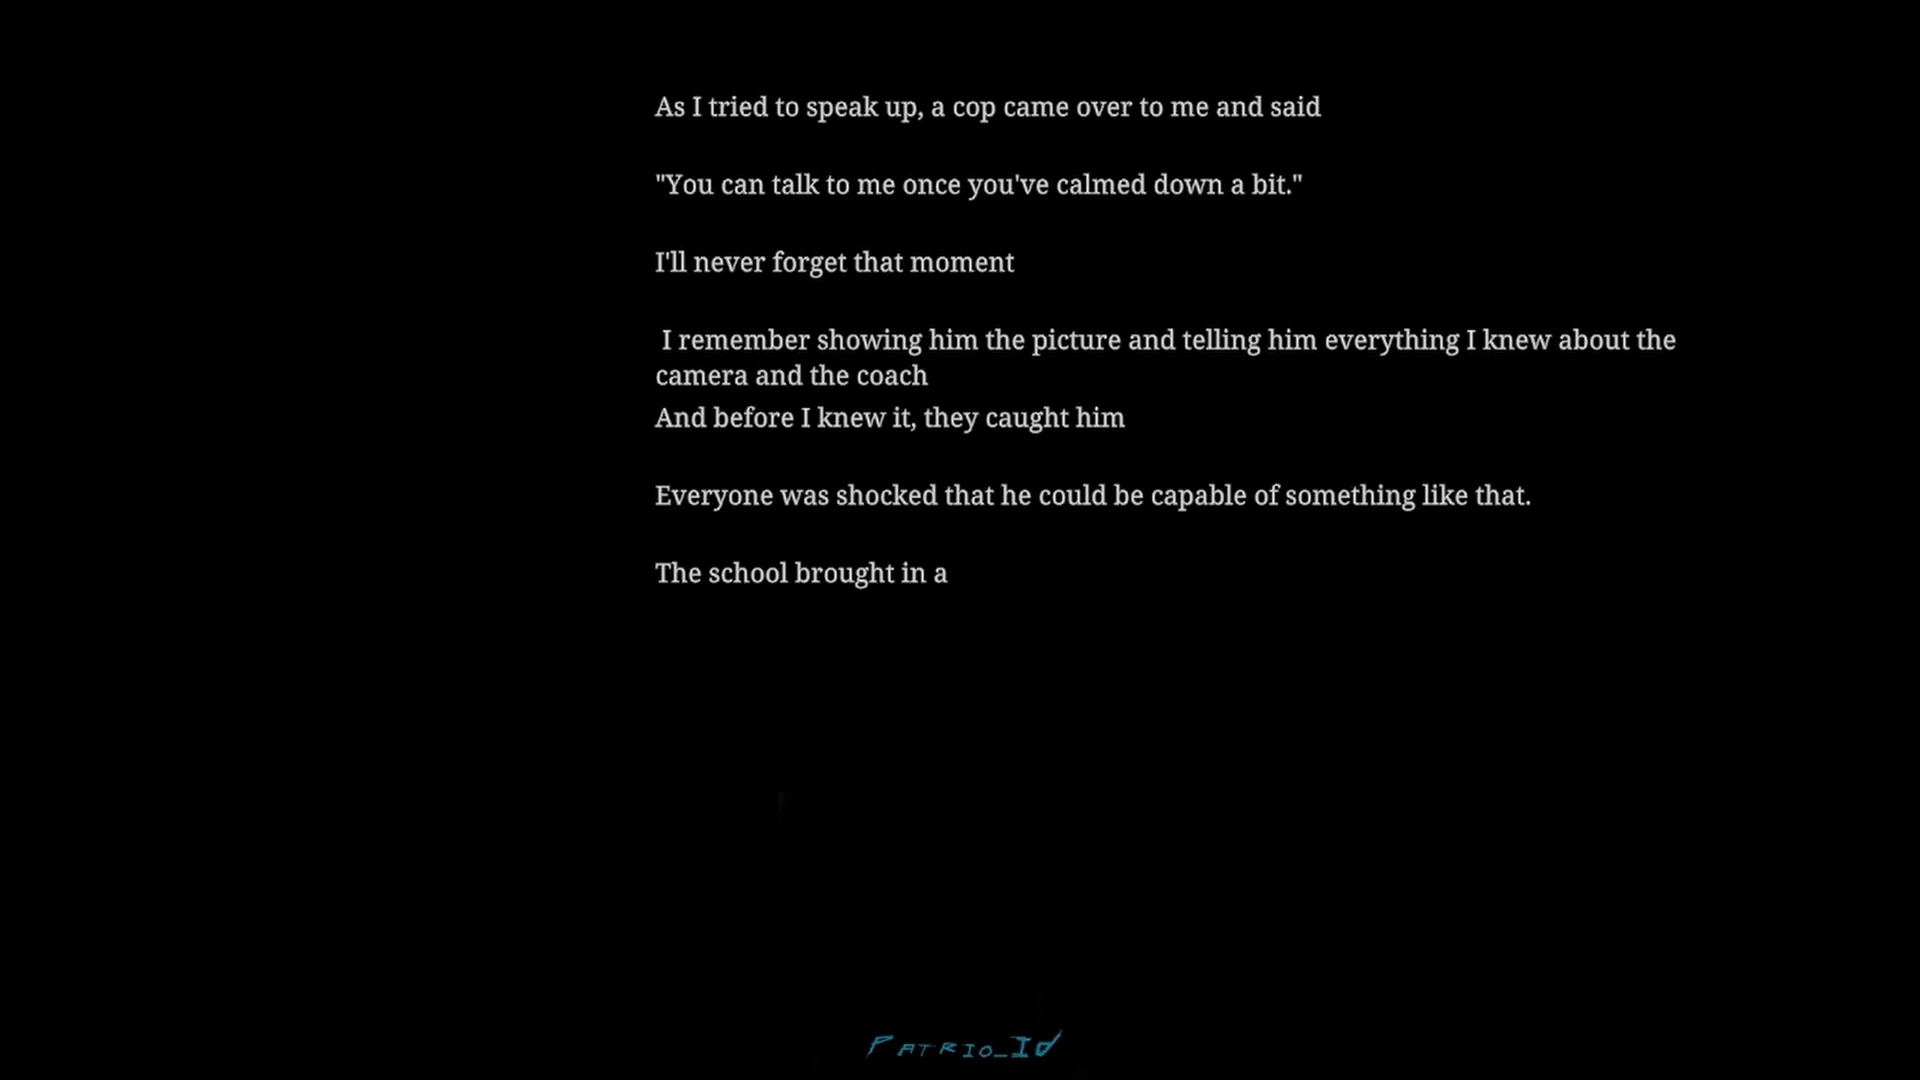 As I tried to speak up, a cop came over to me and said
"You can talk to me once you've calmed down a bit."
I'll never forget that moment
I remember showing him the picture and telling him everything I knew about the
camera and the coach
And before I knew it, they caught him
Everyone was shocked that he could be capable of something like that.
The school brought in a
PATRIO_Id